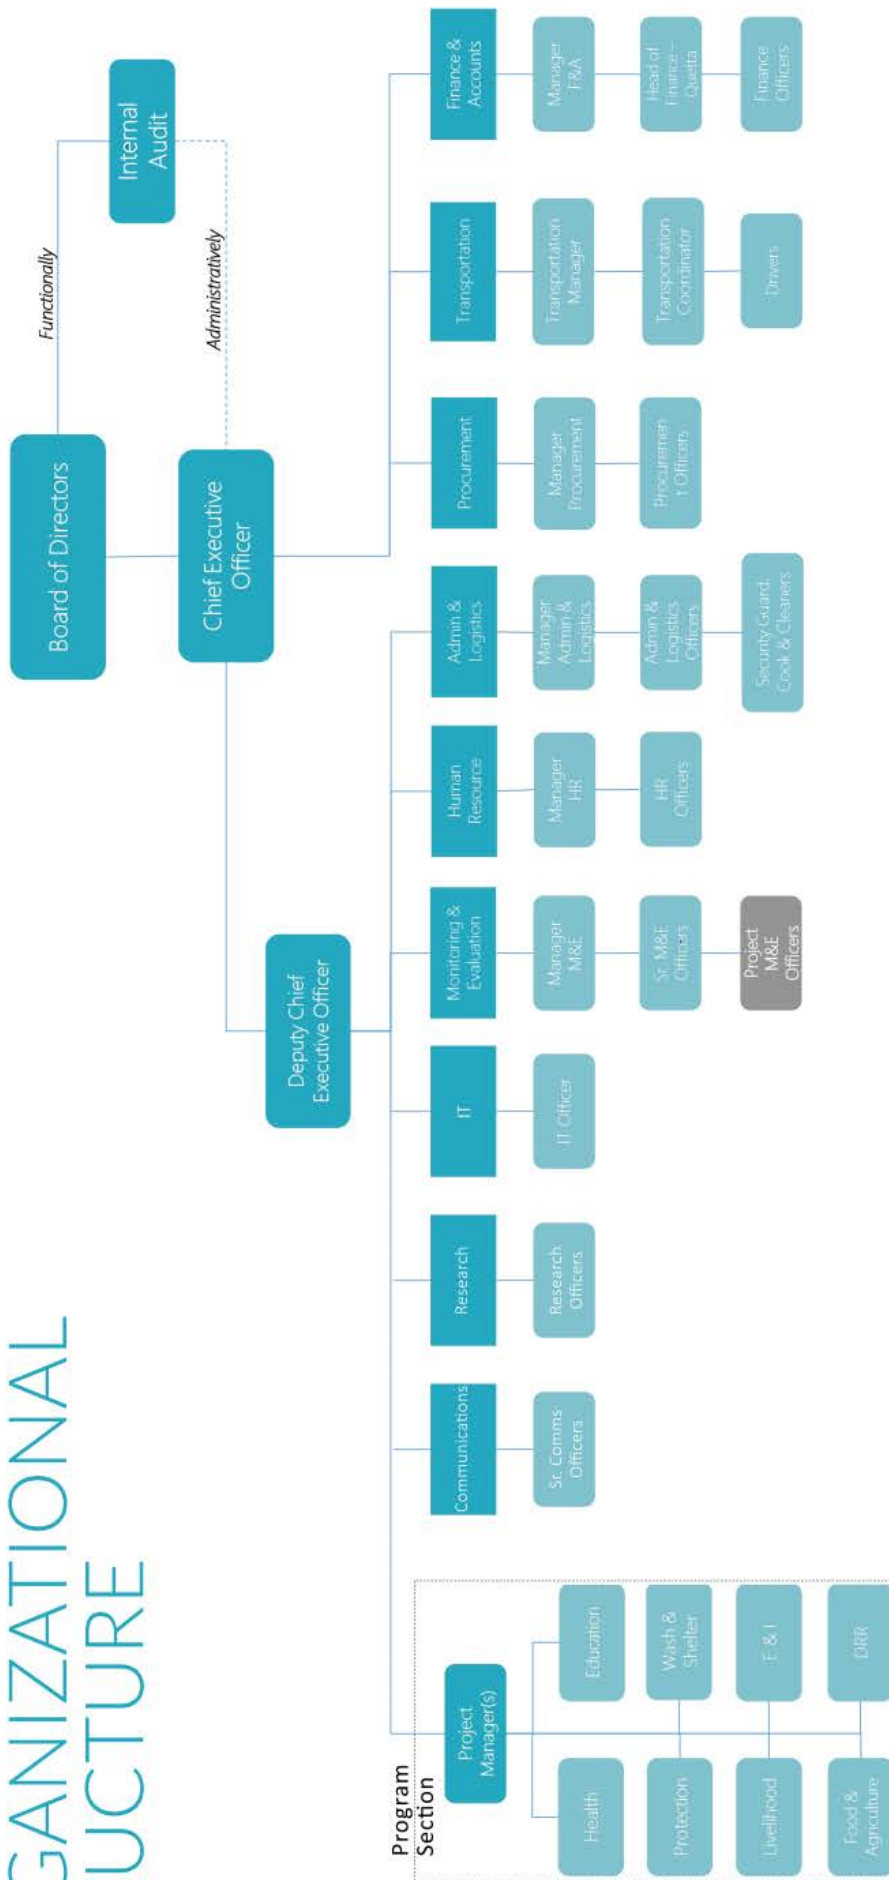 GANIZATIONAL
UCTURE
Board of Directors
Functionally
Internal
Audit
Administratively
Chief Executive
Officer
Deputy Chief
Executive Officer
Program
Section
Project
Manager(s)
Health
Education
Protection
Wash &
Shelter
Livelihood
E & I
Food &
Agriculture
DRR
Communications
Sr. Comms
Officers
Research
Research
Officers
IT
IT Officer
Monitoring &
Evaluation
Manager
M&E
Sr. M&E
Officers
Project
M&E
Officers
Human
Resource
Manager
HR
HR
Officers
Admin &
Logistics
Manager
Admin &
Logistics
Admin &
Logistics
Officers
Security Guard,
Cook & Cleaners
Procurement
Manager
Procurement
Procuremen
t Officers
Transportation
Transportation
Manager
Transportation
Coordinator
Drivers
Finance &
Accounts
Manager
F&A
Head of
Finance –
Quetta
Finance
Officers